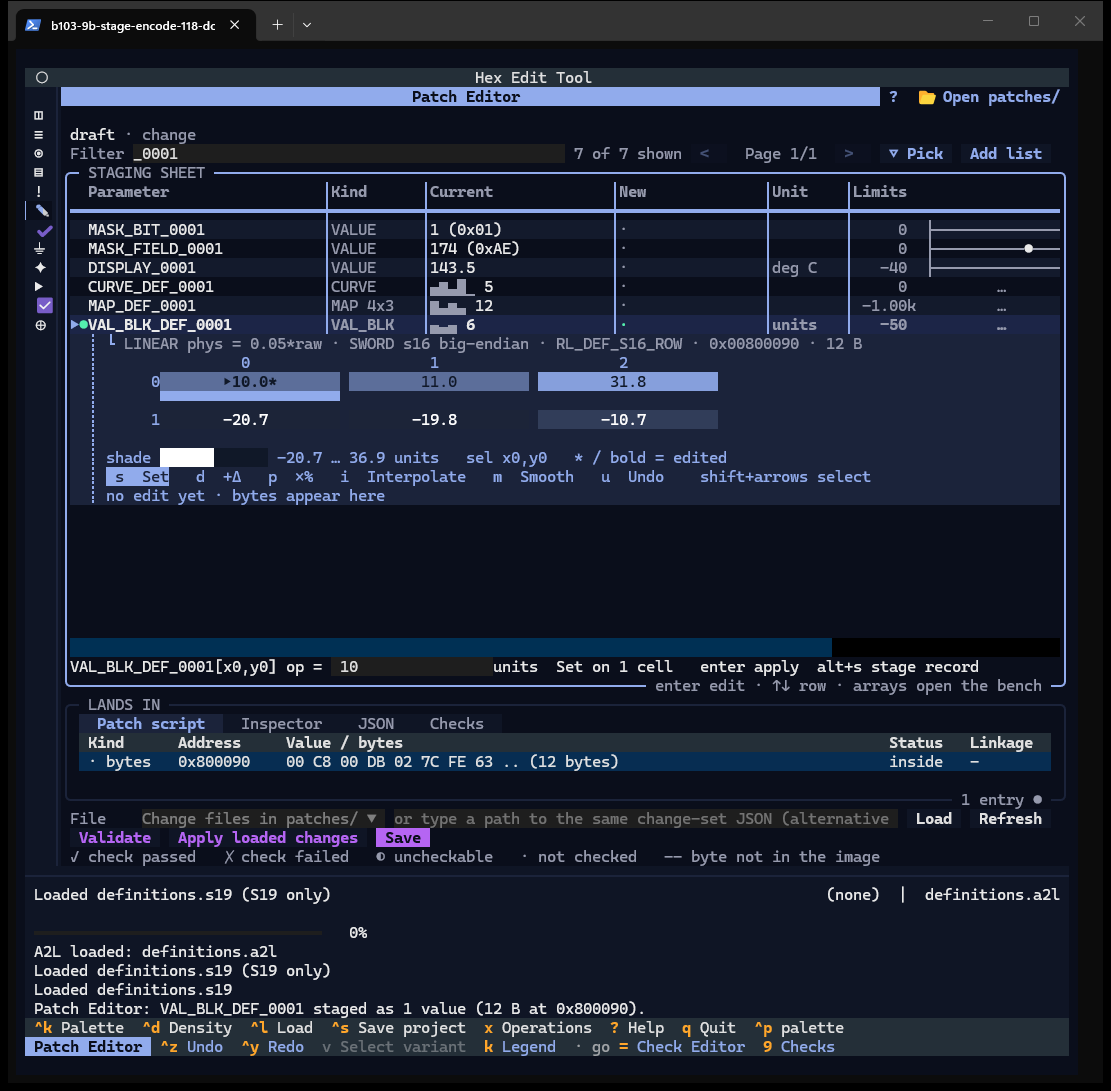 b103-9b-stage-encode-118-dc
Hex Edit Tool
Patch Editor ? Open patches/
draft · change
Filter _0001 7 of 7 shown < Page 1/1 > ▼ Pick Add list
STAGING SHEET
Parameter Kind Current New Unit Limits
MASK_BIT_0001 VALUE 1 (0x01) · 0
MASK_FIELD_0001 VALUE 174 (0xAE) · 0
DISPLAY_0001 VALUE 143.5 · deg C −40
CURVE_DEF_0001 CURVE 5 · 0 …
MAP_DEF_0001 MAP 4x3 12 · −1.00k …
▶●VAL_BLK_DEF_0001 VAL_BLK 6 · units −50 …
└ LINEAR phys = 0.05*raw · SWORD s16 big-endian · RL_DEF_S16_ROW · 0x00800090 · 12 B
0 1 2
0 ▸10.0* 11.0 31.8
1 −20.7 −19.8 −10.7
shade −20.7 … 36.9 units sel x0,y0 * / bold = edited
s Set d +Δ p ×% i Interpolate m Smooth u Undo shift+arrows select
no edit yet · bytes appear here
VAL_BLK_DEF_0001[x0,y0] op = 10 units Set on 1 cell enter apply alt+s stage record
enter edit · ↑↓ row · arrays open the bench
LANDS IN
Patch script Inspector JSON Checks
Kind Address Value / bytes Status Linkage
· bytes 0x800090 00 C8 00 DB 02 7C FE 63 .. (12 bytes) inside −
1 entry ●
File Change files in patches/ ▼ or type a path to the same change-set JSON (alternative Load Refresh
Validate Apply loaded changes Save
✓ check passed ✗ check failed ◐ uncheckable · not checked −− byte not in the image
Loaded definitions.s19 (S19 only) (none) | definitions.a2l
0%
A2L loaded: definitions.a2l
Loaded definitions.s19 (S19 only)
Loaded definitions.s19
Patch Editor: VAL_BLK_DEF_0001 staged as 1 value (12 B at 0x800090).
^k Palette ^d Density ^l Load ^s Save project x Operations ? Help q Quit ^p palette
Patch Editor ^z Undo ^y Redo v Select variant k Legend · go = Check Editor 9 Checks